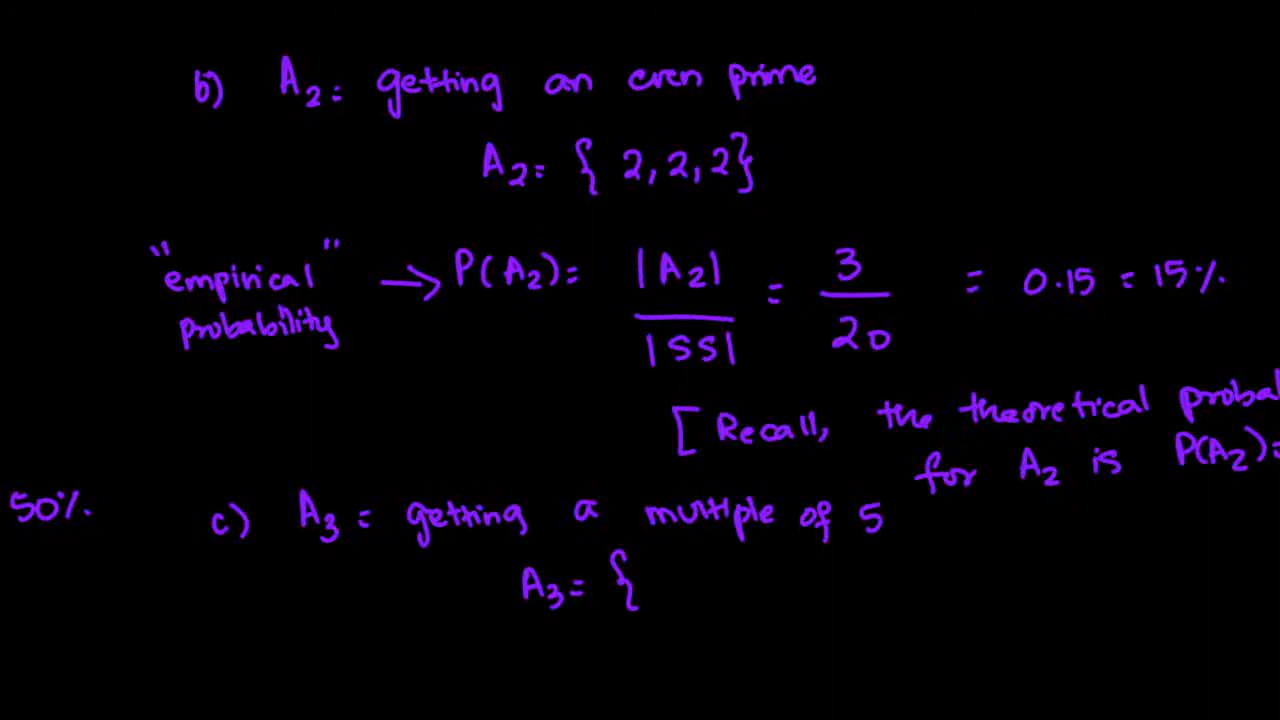 b) A₂ = getting an even prime
A₂ = { 2, 2, 2}
"empirical" → P(A₂) = |A₂| / |SS| = 3 / 20 = 0.15 = 15%.
probability
[Recall, the theoretical probal
for A₂ is P(A₂) =
50%.
c) A₃ = getting a multiple of 5
A₃ = {